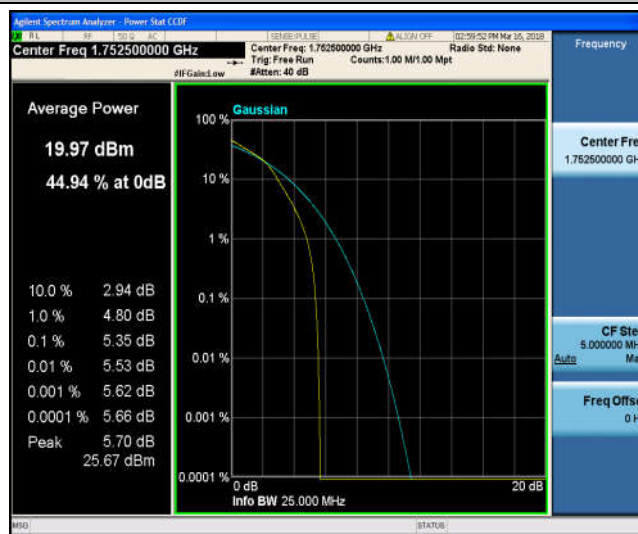 Agilent Spectrum Analyzer - Power Stat CCDF
RL RF 50 Ω AC SENSE:PULSE ALIGN OFF 02:59:52 PM Mar 16, 2018
Center Freq 1.752500000 GHz
Center Freq: 1.752500000 GHz Radio Std: None
Trig: Free Run Counts:1.00 M/1.00 Mpt
#IFGain:Low #Atten: 40 dB
Frequency
Average Power
19.97 dBm
44.94 % at 0dB
10.0 % 2.94 dB
1.0 % 4.80 dB
0.1 % 5.35 dB
0.01 % 5.53 dB
0.001 % 5.62 dB
0.0001 % 5.66 dB
Peak 5.70 dB
25.67 dBm
Gaussian
100 %
10 %
1 %
0.1 %
0.01 %
0.001 %
0.0001 %
0 dB 20 dB
Info BW 25.000 MHz
Center Fre
1.752500000 GH
CF Ste
5.000000 MH
Auto Ma
Freq Offse
0 H
MSG STATUS